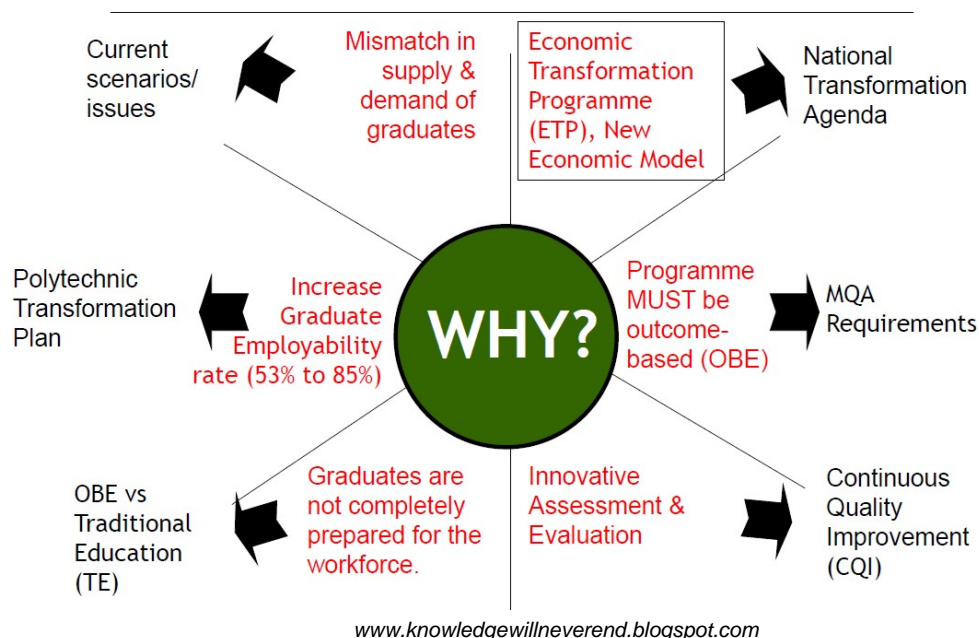 Current
scenarios/
issues
Mismatch in
supply &
demand of
graduates
Economic
Transformation
Programme
(ETP), New
Economic Model
National
Transformation
Agenda
Polytechnic
Transformation
Plan
Increase
Graduate
Employability
rate (53% to 85%)
WHY?
Programme
MUST be
outcome-
based (OBE)
MQA
Requirements
OBE vs
Traditional
Education
(TE)
Graduates are
not completely
prepared for the
workforce.
Innovative
Assessment &
Evaluation
Continuous
Quality
Improvement
(CQI)
www.knowledgewillneverend.blogspot.com